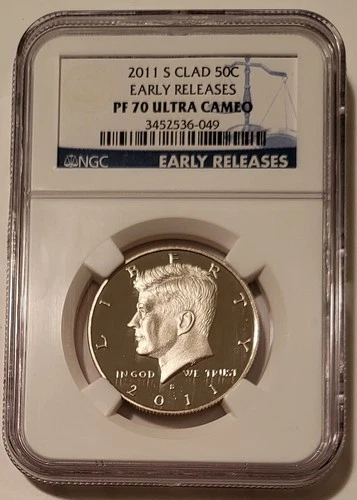 2011 S CLAD 50C
EARLY RELEASES
PF 70 ULTRA CAMEO
3452536-049
NGC EARLY RELEASES
LIBERTY
IN GOD WE TRUST
S
2011